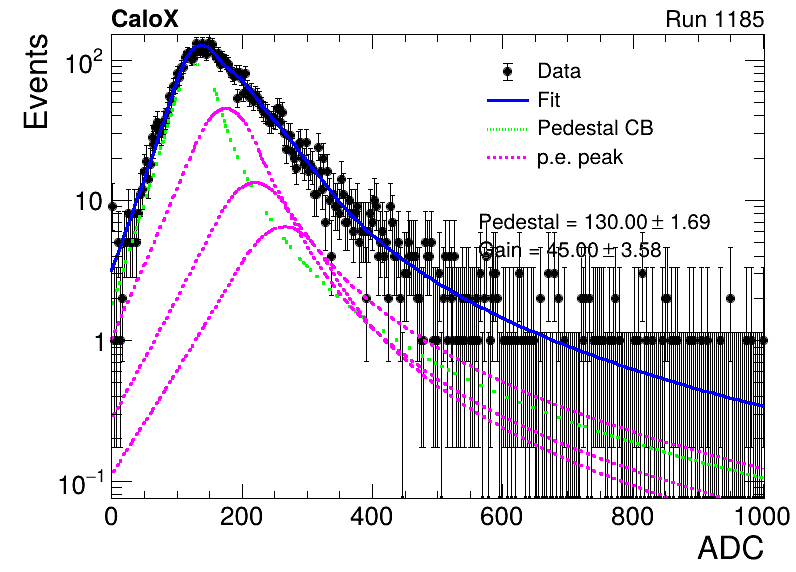 CaloX Run 1185
Events
Data
Fit
Pedestal CB
p.e. peak
Pedestal = 130.00 ± 1.69
Gain = 45.00 ± 3.58
10²
10
1
10⁻¹
0 200 400 600 800 1000
ADC